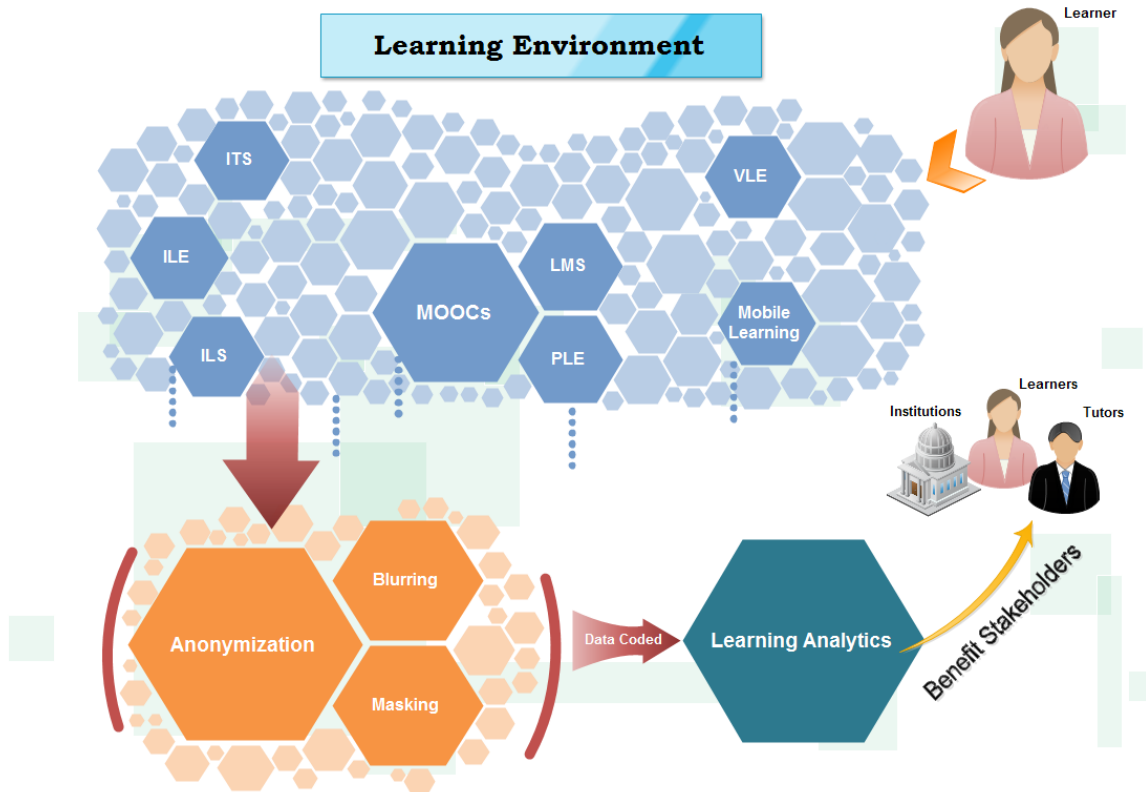 Learner
Learning Environment
ITS
VLE
ILE
LMS
MOOCs
Mobile
Learning
ILS
PLE
Learners
Institutions
Tutors
Blurring
Anonymization
Data Coded
Learning Analytics
Masking
Benefit Stakeholders